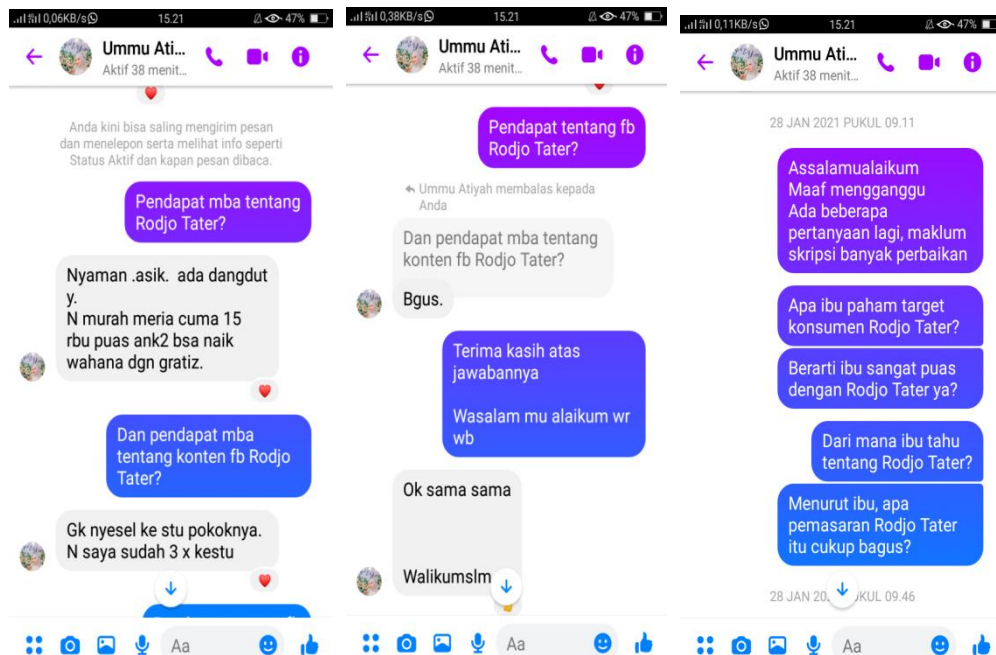 0,06KB/s
15.21
47%
Ummu Ati...
Aktif 38 menit...
Anda kini bisa saling mengirim pesan
dan menelepon serta melihat info seperti
Status Aktif dan kapan pesan dibaca.
Pendapat mba tentang
Rodjo Tater?
Nyaman .asik. ada dangdut
y.
N murah meria cuma 15
rbu puas ank2 bsa naik
wahana dgn gratiz.
Dan pendapat mba
tentang konten fb Rodjo
Tater?
Gk nyesel ke stu pokoknya.
N saya sudah 3 x kestu
Aa
0,38KB/s
15.21
47%
Ummu Ati...
Aktif 38 menit...
Pendapat tentang fb
Rodjo Tater?
Ummu Atiyah membalas kepada
Anda
Dan pendapat mba tentang
konten fb Rodjo Tater?
Bgus.
Terima kasih atas
jawabannya
Wasalam mu alaikum wr
wb
Ok sama sama
Walikumslm
Aa
0,11KB/s
15.21
47%
Ummu Ati...
Aktif 38 menit...
28 JAN 2021 PUKUL 09.11
Assalamualaikum
Maaf mengganggu
Ada beberapa
pertanyaan lagi, maklum
skripsi banyak perbaikan
Apa ibu paham target
konsumen Rodjo Tater?
Berarti ibu sangat puas
dengan Rodjo Tater ya?
Dari mana ibu tahu
tentang Rodjo Tater?
Menurut ibu, apa
pemasaran Rodjo Tater
itu cukup bagus?
28 JAN 20 KUL 09.46
Aa